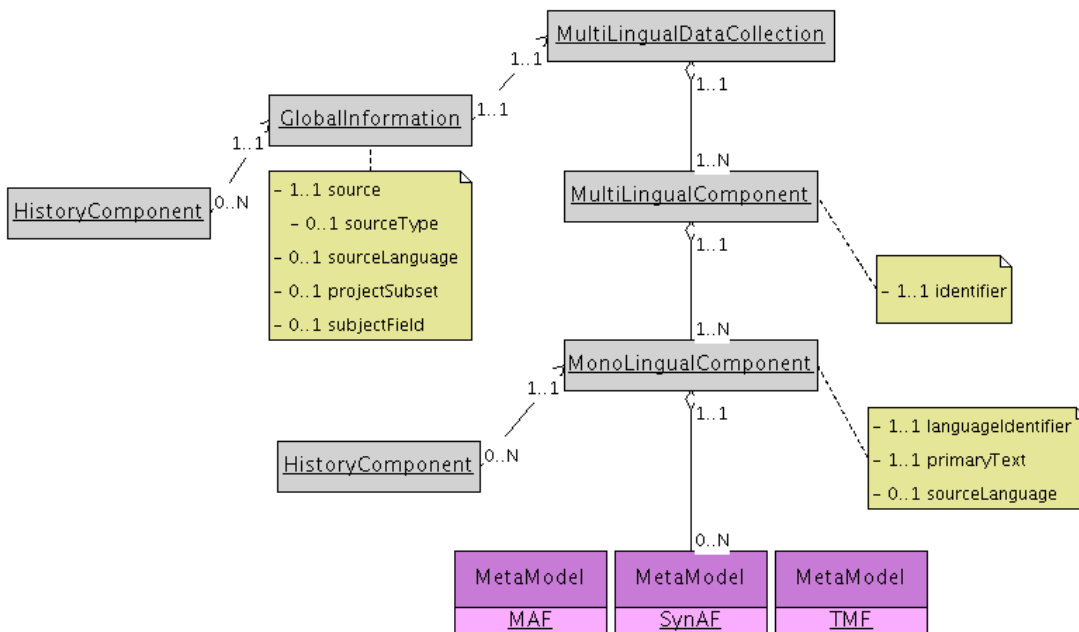 MultiLingualDataCollection
1..1
1..1
1..1
GlobalInformation
1..1
1..N
- 1..1 source
- 0..1 sourceType
- 0..1 sourceLanguage
- 0..1 projectSubset
- 0..1 subjectField
HistoryComponent
0..N
MultiLingualComponent
1..1
- 1..1 identifier
1..N
MonoLingualComponent
1..1
1..1
HistoryComponent
0..N
- 1..1 languageIdentifier
- 1..1 primaryText
- 0..1 sourceLanguage
0..N
MetaModel
MAF
MetaModel
SynAF
MetaModel
TMF